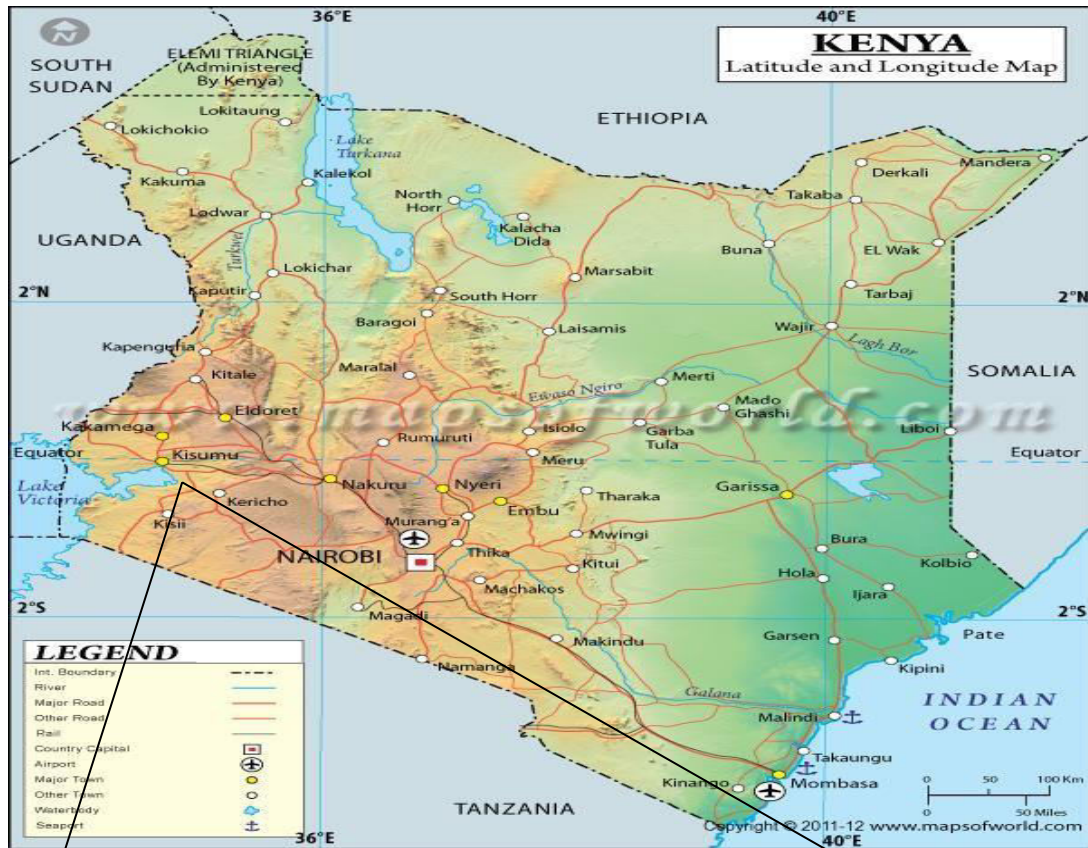 36°E
40°E
KENYA
Latitude and Longitude Map
N
SOUTH
SUDAN
ELEMI TRIANGLE
(Administered
By Kenya)
ETHIOPIA
Lokitaung
Lokichokio
Lake
Turkana
Mandera
Derkali
Kakuma
Kalekol
Takaba
North
Horr
Lodwar
Kalacha
Dida
UGANDA
Turkwel
Buna
EL Wak
Lokichar
Marsabit
Kaputir
South Horr
Tarbaj
2°N
2°N
Baragoi
Laisamis
Wajir
Lagh Bor
Kapenguria
SOMALIA
Kitale
Maralal
Merti
Ewaso Ngiro
www.mapsofworld.com
Mado
Ghashi
Eldoret
Kakamega
Rumuruti
Isiolo
Garba
Tula
Liboi
Equator
Kisumu
Meru
Equator
Lake
Victoria
Kericho
Nakuru
Nyeri
Tharaka
Garissa
Kisii
Murang'a
Embu
NAIROBI
Thika
Mwingi
Bura
Kolbio
Kitui
Machakos
Hola
Ijara
2°S
2°S
Magadi
Makindu
Garsen
Pate
Namanga
Kipini
Galana
INDIAN
OCEAN
Malindi
Takaungu
Kinango
Mombasa
TANZANIA
0 50 100 Km
0 50 Miles
LEGEND
Int. Boundary
River
Major Road
Other Road
Rail
Country Capital
Airport
Major Town
Other Town
Waterbody
Seaport
Copyright © 2011-12 www.mapsofworld.com
36°E
40°E